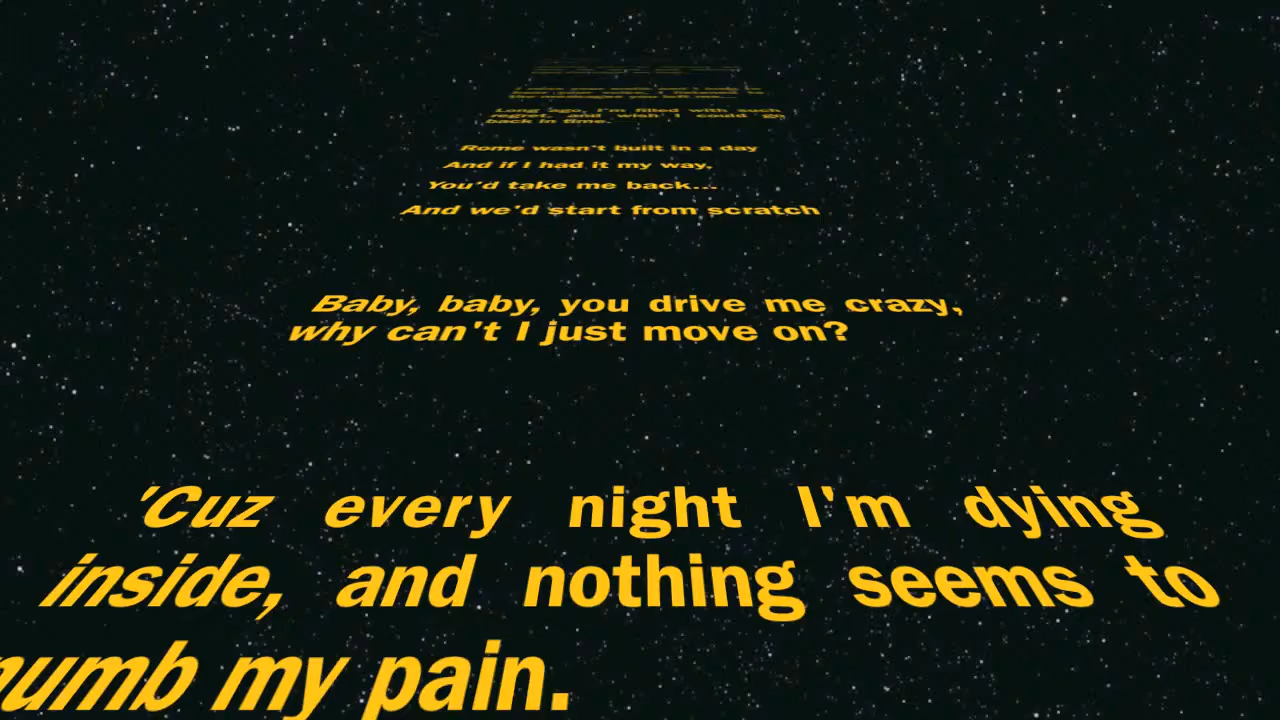 Long ago, I'm filled with such
regret, and wish I could go
back in time.
Rome wasn't built in a day
And if I had it my way,
You'd take me back...
And we'd start from scratch
Baby, baby, you drive me crazy,
why can't I just move on?
'Cuz every night I'm dying
inside, and nothing seems to
numb my pain.